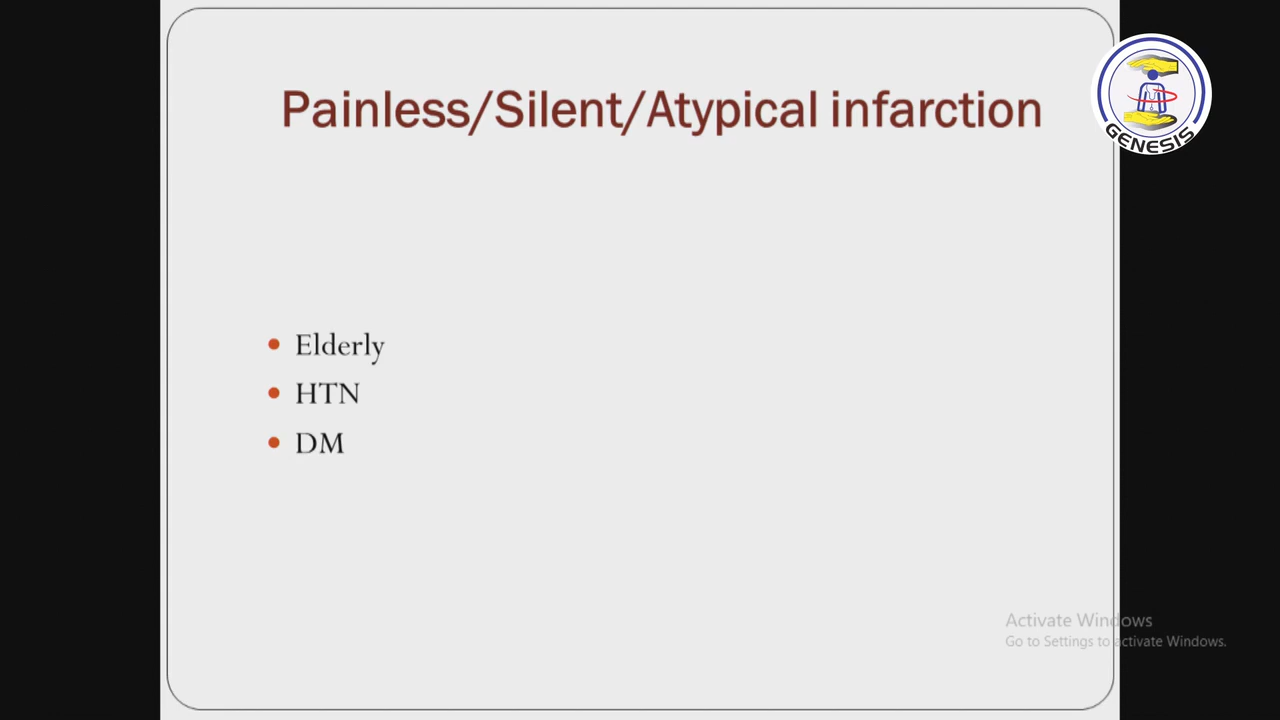 Painless/Silent/Atypical infarction
GENESIS
Elderly
HTN
DM
Activate Windows
Go to Settings to activate Windows.